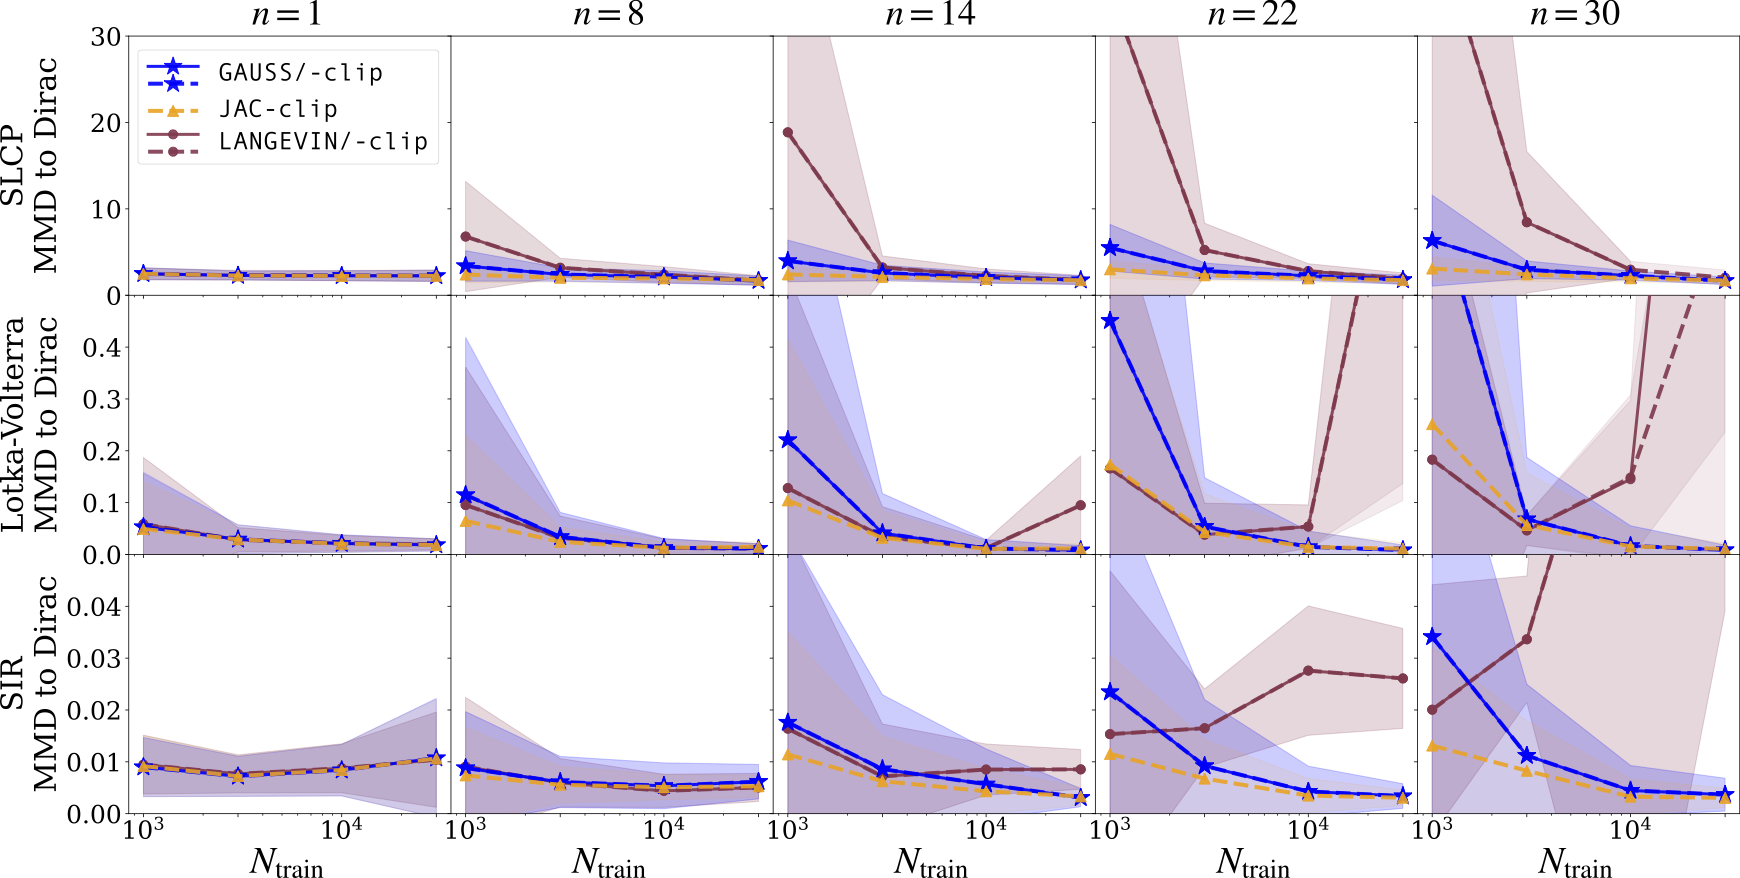 n = 1 n = 8 n = 14 n = 22 n = 30
SLCP
MMD to Dirac
30
20
10
0
GAUSS/-clip
JAC-clip
LANGEVIN/-clip
Lotka-Volterra
MMD to Dirac
0.4
0.3
0.2
0.1
0.0
SIR
MMD to Dirac
0.04
0.03
0.02
0.01
0.00
10³ 10⁴ 10³ 10⁴ 10³ 10⁴ 10³ 10⁴ 10³ 10⁴
N_train N_train N_train N_train N_train